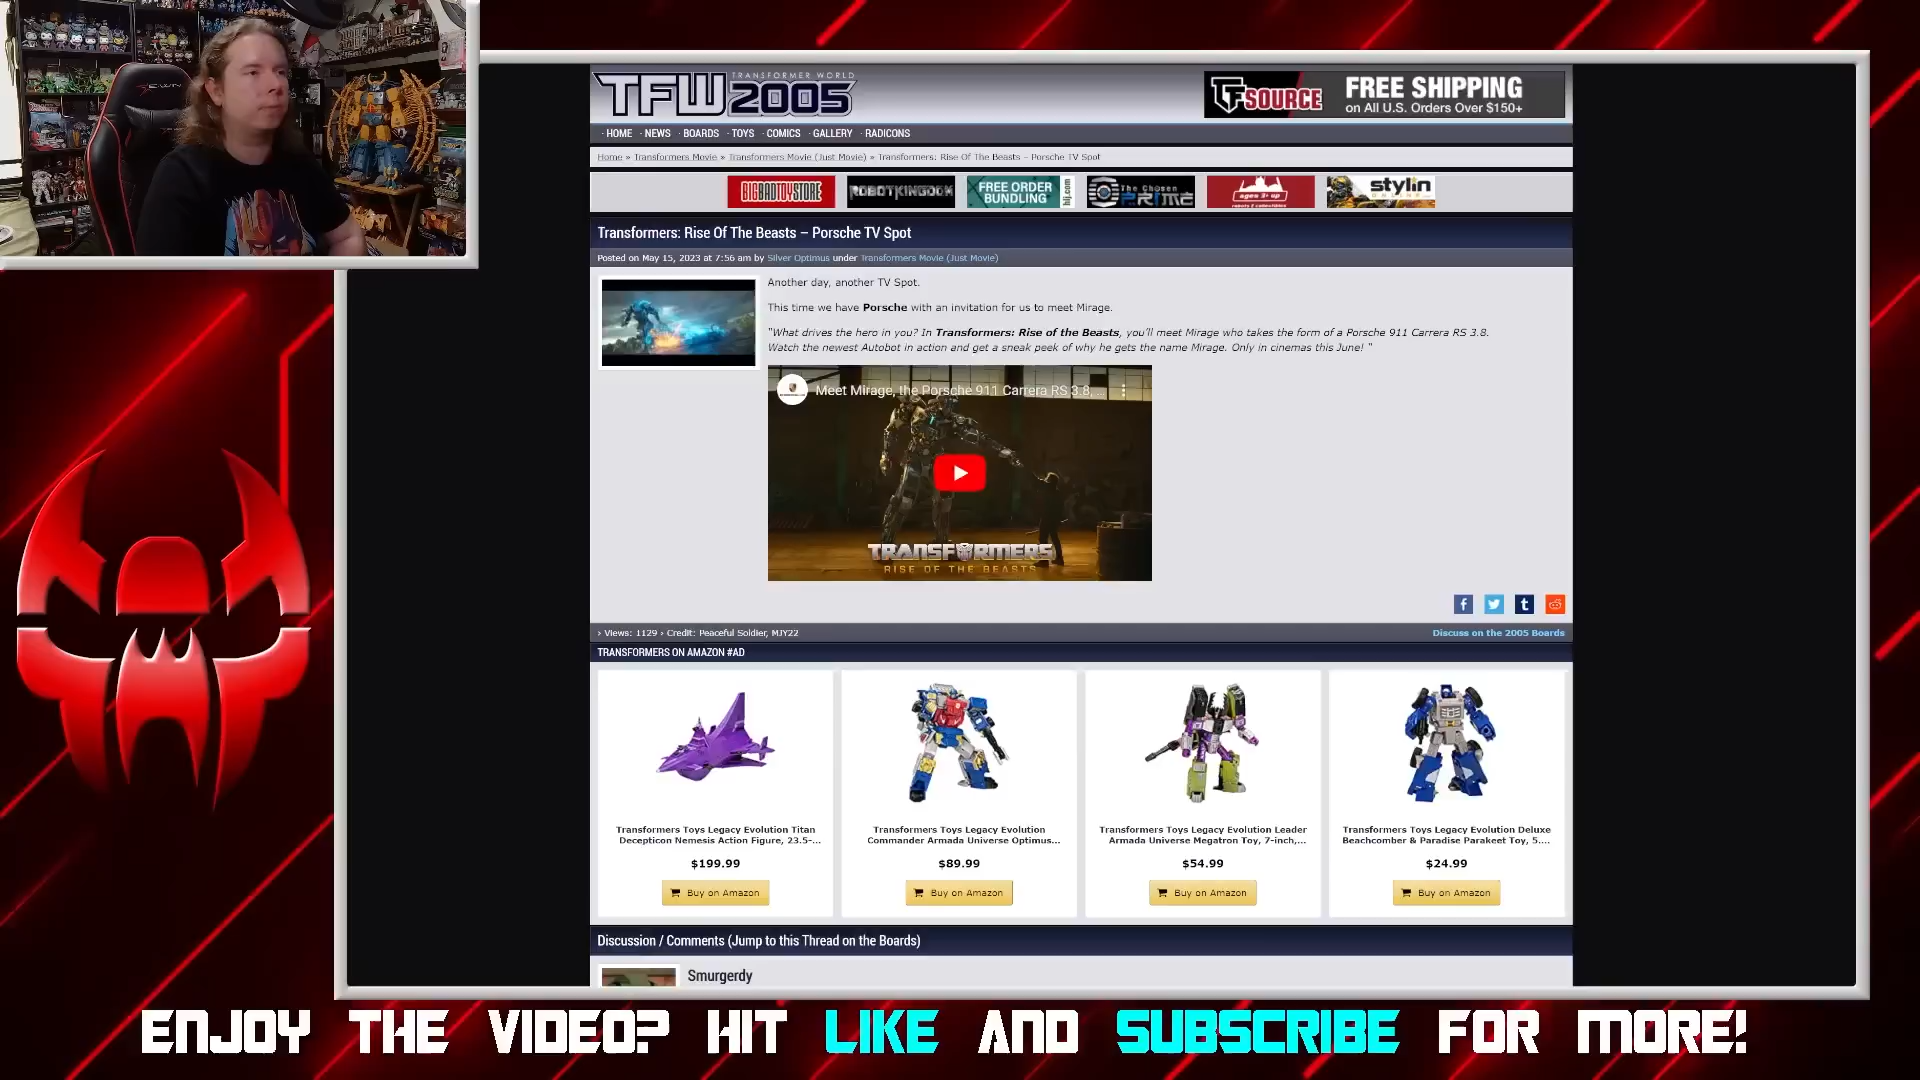 TRANSFORMER WORLD
TFW2005
TFSOURCE
FREE SHIPPING
on All U.S. Orders Over $150+
· HOME · NEWS · BOARDS · TOYS · COMICS · GALLERY · RADICONS
Home » Transformers Movie » Transformers Movie (Just Movie) » Transformers: Rise Of The Beasts – Porsche TV Spot
BIGBADTOYSTORE
ROBOTKINGDOM
FREE ORDER
BUNDLING
hlj.com
The Chosen
PRIME
ages 3+ up
robots & collectibles
stylin
ONLINE
Transformers: Rise Of The Beasts – Porsche TV Spot
Posted on May 15, 2023 at 7:56 am by Silver Optimus under Transformers Movie (Just Movie)
Another day, another TV Spot.
This time we have Porsche with an invitation for us to meet Mirage.
"What drives the hero in you? In Transformers: Rise of the Beasts, you'll meet Mirage who takes the form of a Porsche 911 Carrera RS 3.8.
Watch the newest Autobot in action and get a sneak peek of why he gets the name Mirage. Only in cinemas this June! "
Meet Mirage, the Porsche 911 Carrera RS 3.8, ...
TRANSFORMERS
RISE OF THE BEASTS
› Views: 1129 › Credit: Peaceful Soldier, MJY22
Discuss on the 2005 Boards
TRANSFORMERS ON AMAZON #AD
Transformers Toys Legacy Evolution Titan
Decepticon Nemesis Action Figure, 23.5-...
$199.99
Buy on Amazon
Transformers Toys Legacy Evolution
Commander Armada Universe Optimus...
$89.99
Buy on Amazon
Transformers Toys Legacy Evolution Leader
Armada Universe Megatron Toy, 7-inch,...
$54.99
Buy on Amazon
Transformers Toys Legacy Evolution Deluxe
Beachcomber & Paradise Parakeet Toy, 5....
$24.99
Buy on Amazon
Discussion / Comments (Jump to this Thread on the Boards)
Smurgerdy
ENJOY THE VIDEO? HIT LIKE AND SUBSCRIBE FOR MORE!